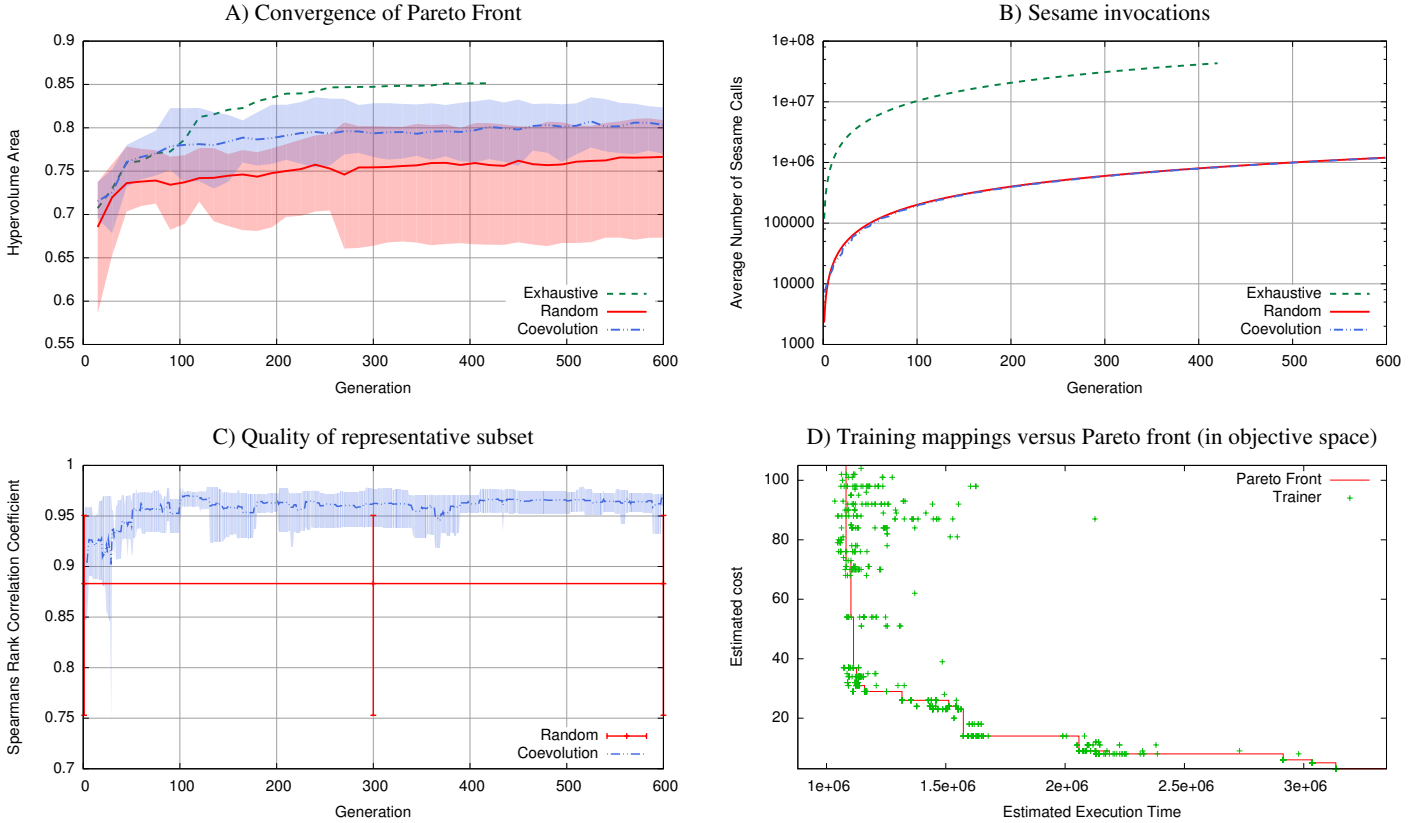 A) Convergence of Pareto Front
0.9
0.85
0.8
0.75
0.7
0.65
0.6
0.55
Hypervolume Area
0 100 200 300 400 500 600
Generation
Exhaustive
Random
Coevolution
B) Sesame invocations
1e+08
1e+07
1e+06
100000
10000
1000
Average Number of Sesame Calls
0 100 200 300 400 500 600
Generation
Exhaustive
Random
Coevolution
C) Quality of representative subset
1
0.95
0.9
0.85
0.8
0.75
0.7
Spearmans Rank Correlation Coefficient
0 100 200 300 400 500 600
Generation
Random
Coevolution
D) Training mappings versus Pareto front (in objective space)
100
80
60
40
20
Estimated cost
1e+06 1.5e+06 2e+06 2.5e+06 3e+06
Estimated Execution Time
Pareto Front
Trainer